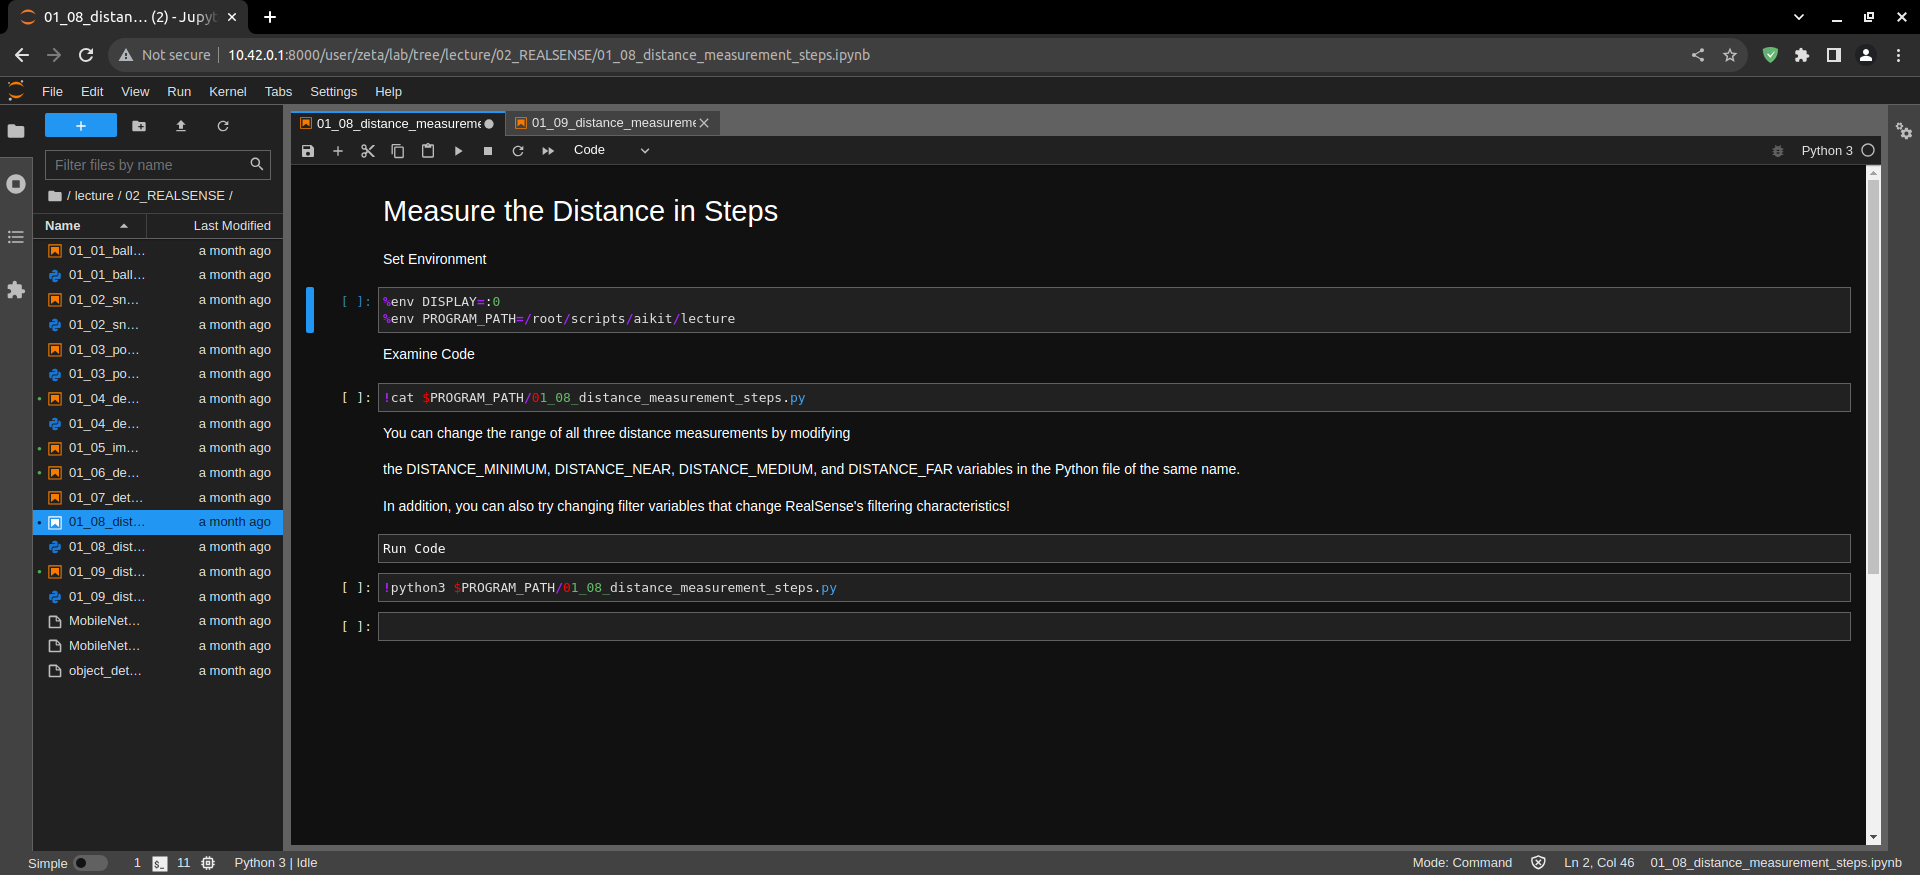 01_08_distan… (2) - Jupyt
Not secure
10.42.0.1:8000/user/zeta/lab/tree/lecture/02_REALSENSE/01_08_distance_measurement_steps.ipynb
File Edit View Run Kernel Tabs Settings Help
Filter files by name
/ lecture / 02_REALSENSE /
Name Last Modified
01_01_ball… a month ago
01_01_ball… a month ago
01_02_sn… a month ago
01_02_sn… a month ago
01_03_po… a month ago
01_03_po… a month ago
01_04_de… a month ago
01_04_de… a month ago
01_05_im… a month ago
01_06_de… a month ago
01_07_det… a month ago
01_08_dist… a month ago
01_08_dist… a month ago
01_09_dist… a month ago
01_09_dist… a month ago
MobileNet… a month ago
MobileNet… a month ago
object_det… a month ago
01_08_distance_measureme
01_09_distance_measureme
Code
Python 3
Measure the Distance in Steps
Set Environment
[ ]: %env DISPLAY=:0
%env PROGRAM_PATH=/root/scripts/aikit/lecture
Examine Code
[ ]: !cat $PROGRAM_PATH/01_08_distance_measurement_steps.py
You can change the range of all three distance measurements by modifying
the DISTANCE_MINIMUM, DISTANCE_NEAR, DISTANCE_MEDIUM, and DISTANCE_FAR variables in the Python file of the same name.
In addition, you can also try changing filter variables that change RealSense's filtering characteristics!
Run Code
[ ]: !python3 $PROGRAM_PATH/01_08_distance_measurement_steps.py
[ ]:
Simple 1 $_ 11 Python 3 | Idle
Mode: Command Ln 2, Col 46 01_08_distance_measurement_steps.ipynb